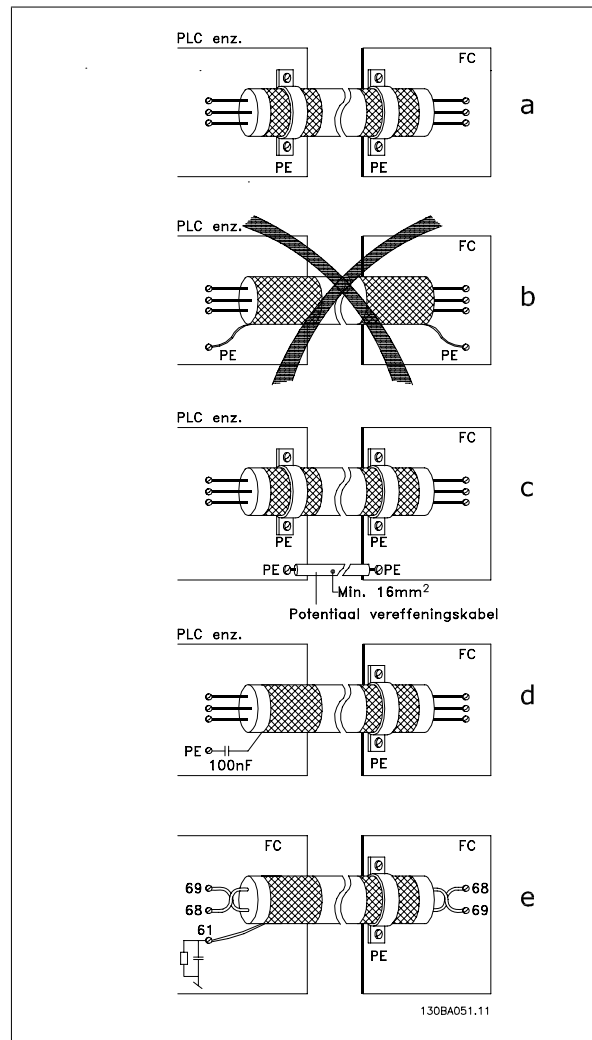 PLC enz.
FC
PE
PE
a
PLC enz.
FC
PE
PE
b
PLC enz.
FC
PE
PE
c
PE
PE
Min. 16mm²
Potentiaal vereffeningskabel
PLC enz.
FC
PE
100nF
PE
d
FC
FC
69
68
68
69
61
PE
e
130BA051.11